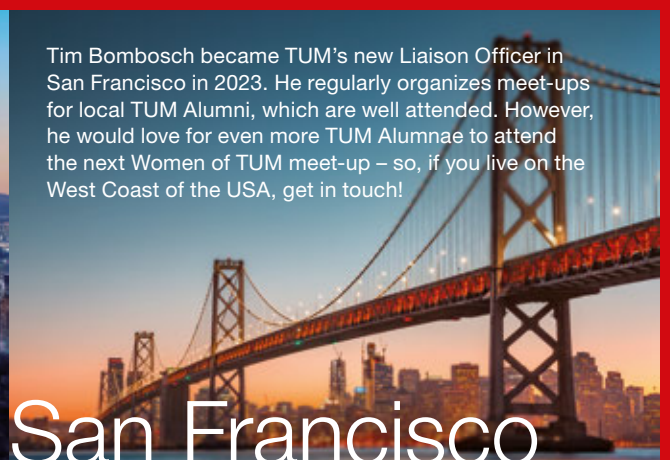 Tim Bombosch became TUM’s new Liaison Officer in
San Francisco in 2023. He regularly organizes meet-ups
for local TUM Alumni, which are well attended. However,
he would love for even more TUM Alumnae to attend
the next Women of TUM meet-up – so, if you live on the
West Coast of the USA, get in touch!
San Francisco